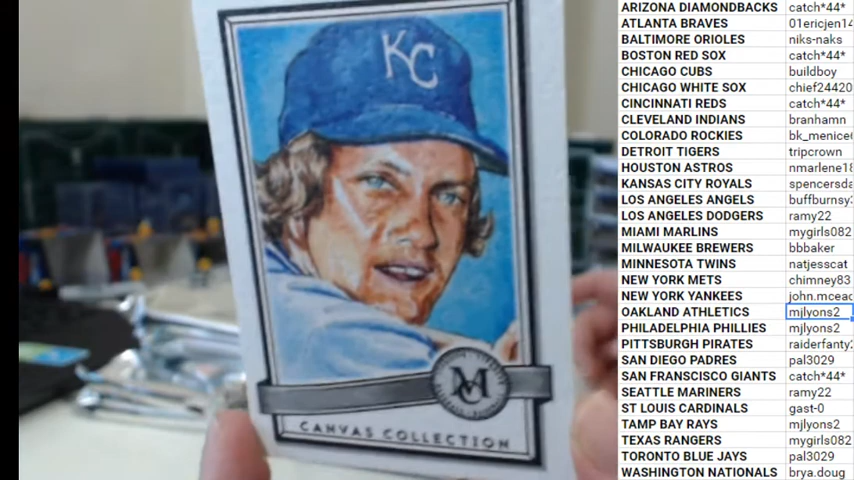 KC
M
CANVAS COLLECTION
ARIZONA DIAMONDBACKS catch*44*
ATLANTA BRAVES 01ericjen14
BALTIMORE ORIOLES niks-naks
BOSTON RED SOX catch*44*
CHICAGO CUBS buildboy
CHICAGO WHITE SOX chief24420
CINCINNATI REDS catch*44*
CLEVELAND INDIANS branhamn
COLORADO ROCKIES bk_menice
DETROIT TIGERS tripcrown
HOUSTON ASTROS nmarlene18
KANSAS CITY ROYALS spencersda
LOS ANGELES ANGELS buffburnsy
LOS ANGELES DODGERS ramy22
MIAMI MARLINS mygirls082
MILWAUKEE BREWERS bbbaker
MINNESOTA TWINS natjesscat
NEW YORK METS chimney83
NEW YORK YANKEES john.mceac
OAKLAND ATHLETICS mjlyons2
PHILADELPHIA PHILLIES mjlyons2
PITTSBURGH PIRATES raiderfanty
SAN DIEGO PADRES pal3029
SAN FRANSCISCO GIANTS catch*44*
SEATTLE MARINERS ramy22
ST LOUIS CARDINALS gast-0
TAMP BAY RAYS mjlyons2
TEXAS RANGERS mygirls082
TORONTO BLUE JAYS pal3029
WASHINGTON NATIONALS brya.doug